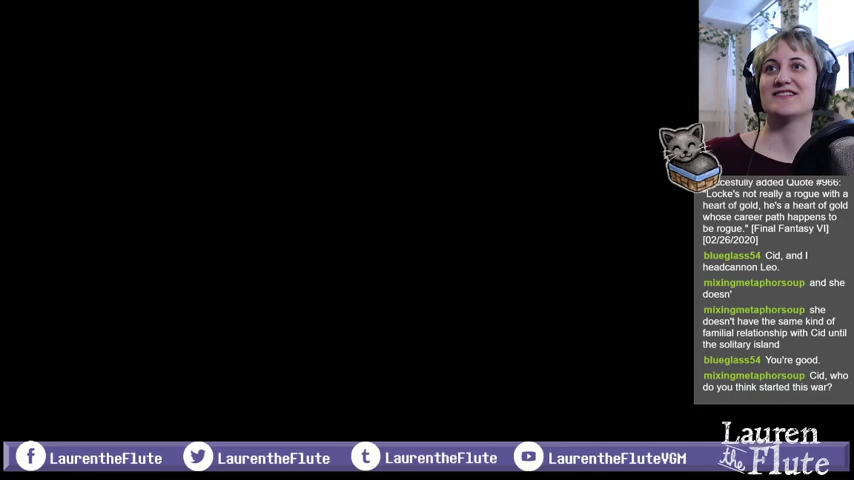 "Locke's not really a rogue with a
heart of gold, he's a heart of gold
whose career path happens to
be rogue." [Final Fantasy VI]
[02/26/2020]
blueglass54 Cid, and I
headcannon Leo.
mixingmetaphorsoup and she
doesn'
mixingmetaphorsoup she
doesn't have the same kind of
familial relationship with Cid until
the solitary island
blueglass54 You're good.
mixingmetaphorsoup Cid, who
do you think started this war?
added Quote #966:
LaurentheFlute
LaurentheFlute
LaurentheFlute
LaurentheFluteVGM
Lauren
the Flute